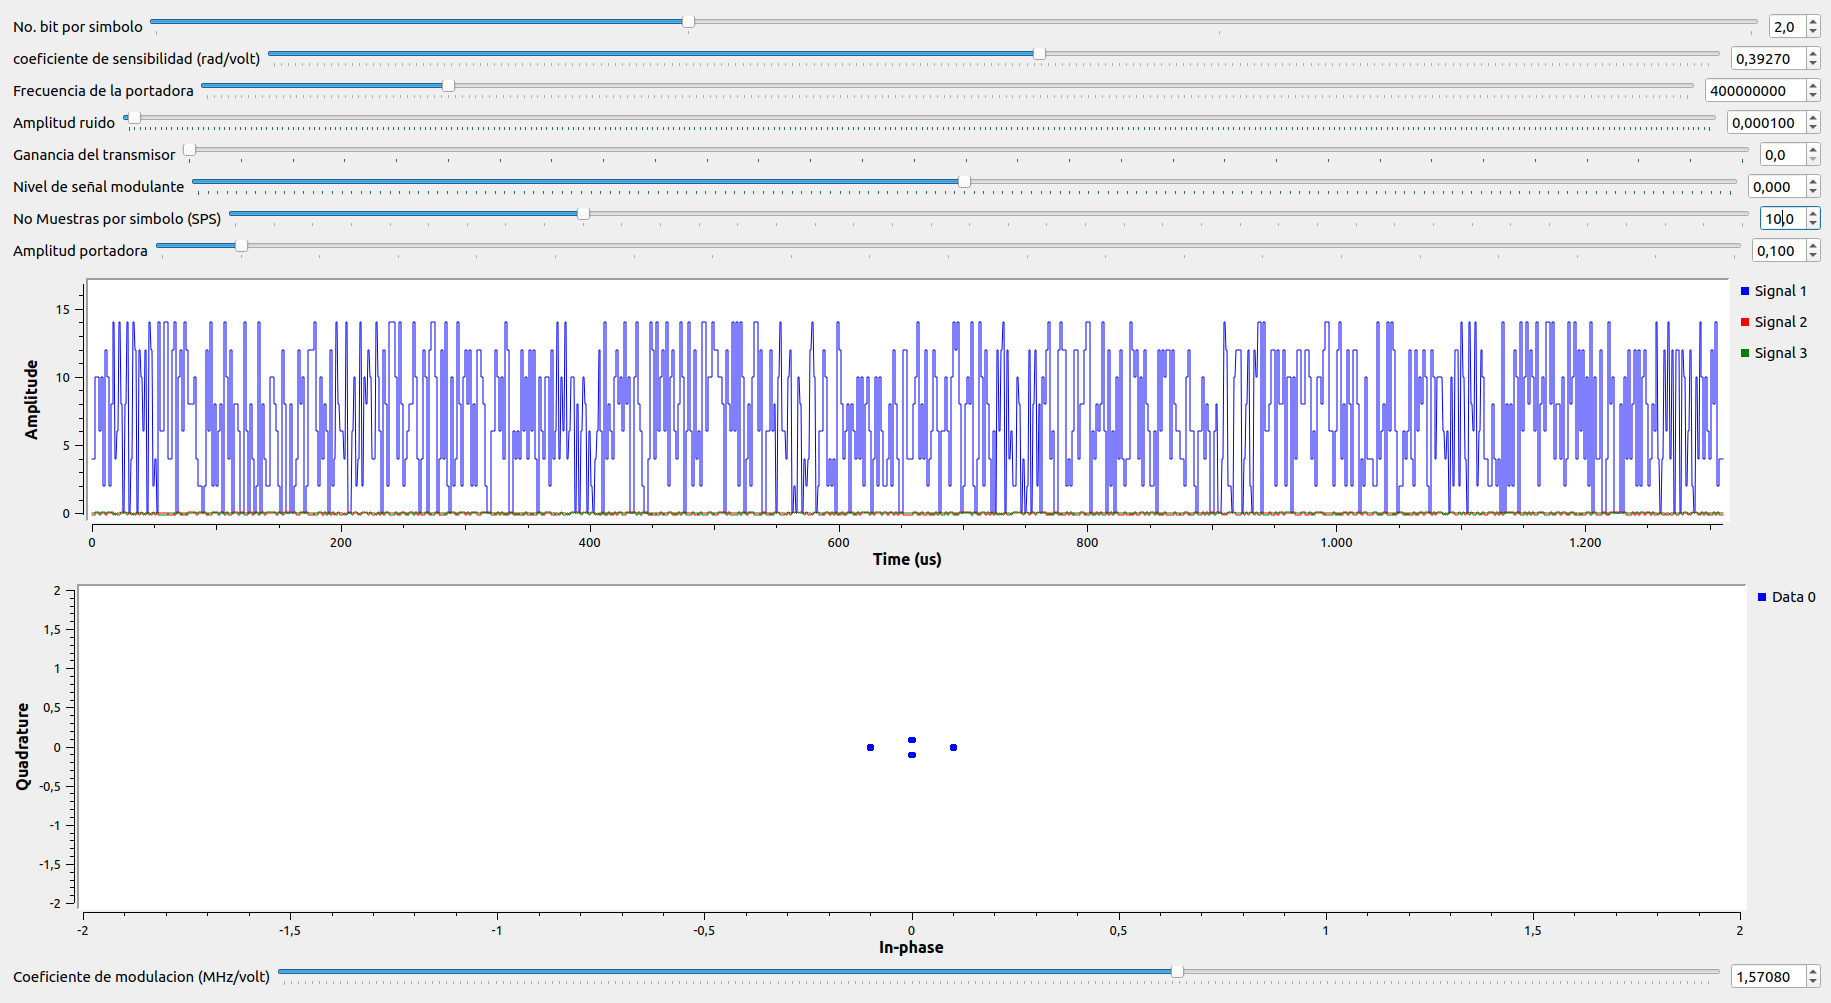 No. bit por simbolo 2,0
coeficiente de sensibilidad (rad/volt) 0,39270
Frecuencia de la portadora 400000000
Amplitud ruido 0,000100
Ganancia del transmisor 0,0
Nivel de señal modulante 0,000
No Muestras por simbolo (SPS) 10,0
Amplitud portadora 0,100
Signal 1
Signal 2
Signal 3
Amplitude
15
10
5
0
0 200 400 600 800 1.000 1.200
Time (us)
Data 0
Quadrature
2
1,5
1
0,5
0
-0,5
-1
-1,5
-2
-2 -1,5 -1 -0,5 0 0,5 1 1,5 2
In-phase
Coeficiente de modulacion (MHz/volt) 1,57080